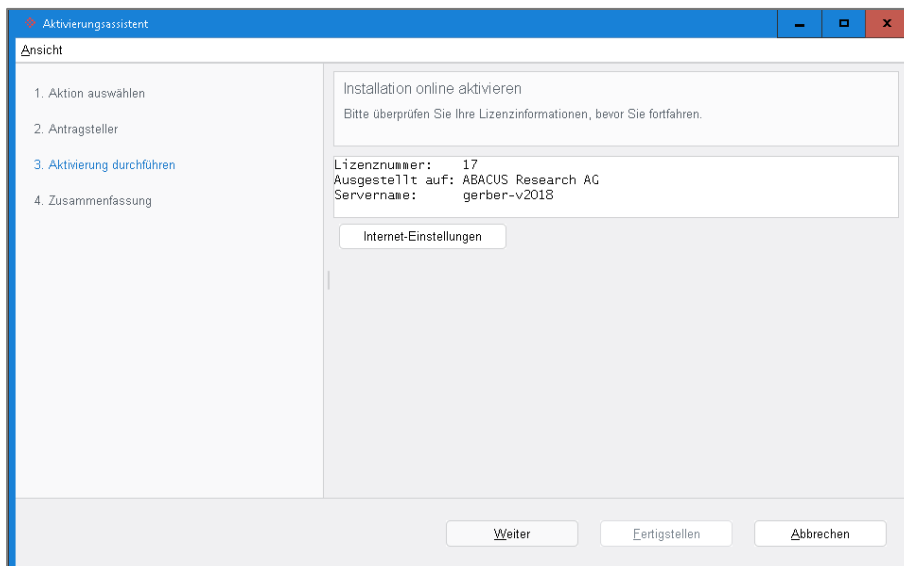 Aktivierungsassistent
Ansicht
1. Aktion auswählen
2. Antragsteller
3. Aktivierung durchführen
4. Zusammenfassung
Installation online aktivieren
Bitte überprüfen Sie Ihre Lizenzinformationen, bevor Sie fortfahren.
Lizenznummer: 17
Ausgestellt auf: ABACUS Research AG
Servername: gerber-v2018
Internet-Einstellungen
Weiter
Fertigstellen
Abbrechen